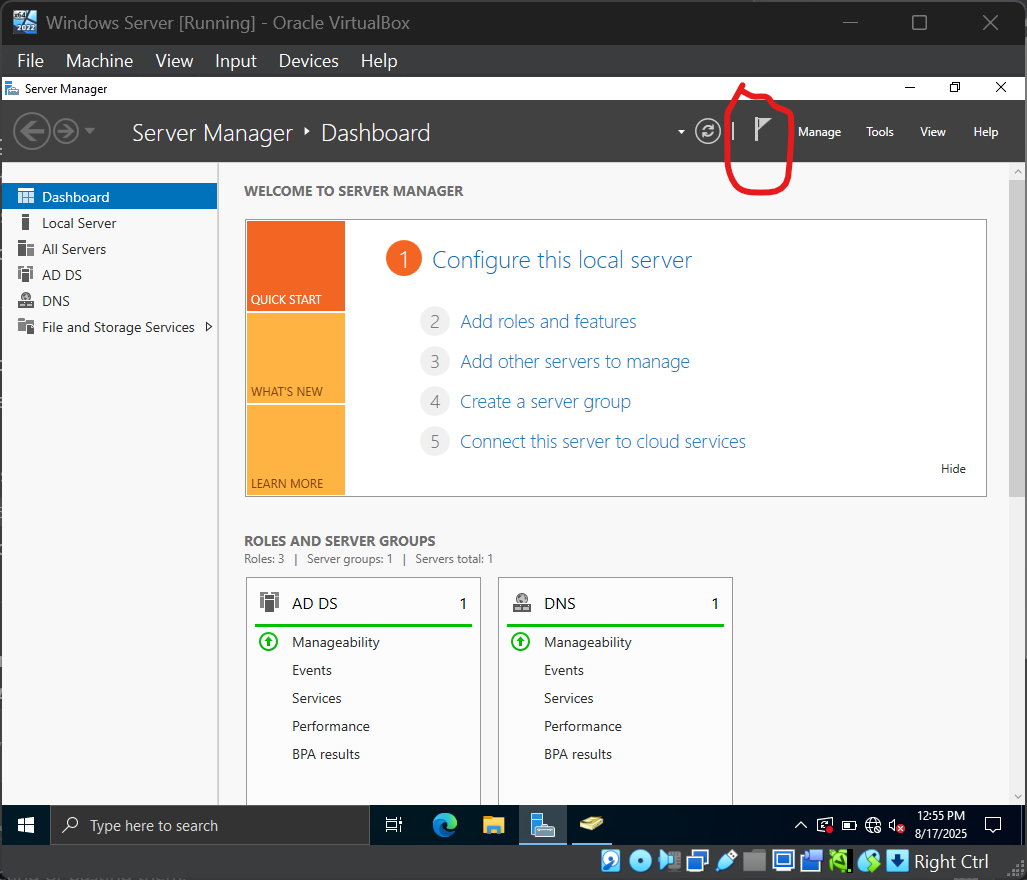 Windows Server [Running] - Oracle VirtualBox
File Machine View Input Devices Help
Server Manager
Server Manager Dashboard
Manage Tools View Help
Dashboard
Local Server
All Servers
AD DS
DNS
File and Storage Services
WELCOME TO SERVER MANAGER
QUICK START
WHAT'S NEW
LEARN MORE
1 Configure this local server
2 Add roles and features
3 Add other servers to manage
4 Create a server group
5 Connect this server to cloud services
Hide
ROLES AND SERVER GROUPS
Roles: 3 | Server groups: 1 | Servers total: 1
AD DS 1
Manageability
Events
Services
Performance
BPA results
DNS 1
Manageability
Events
Services
Performance
BPA results
Type here to search
12:55 PM
8/17/2025
Right Ctrl